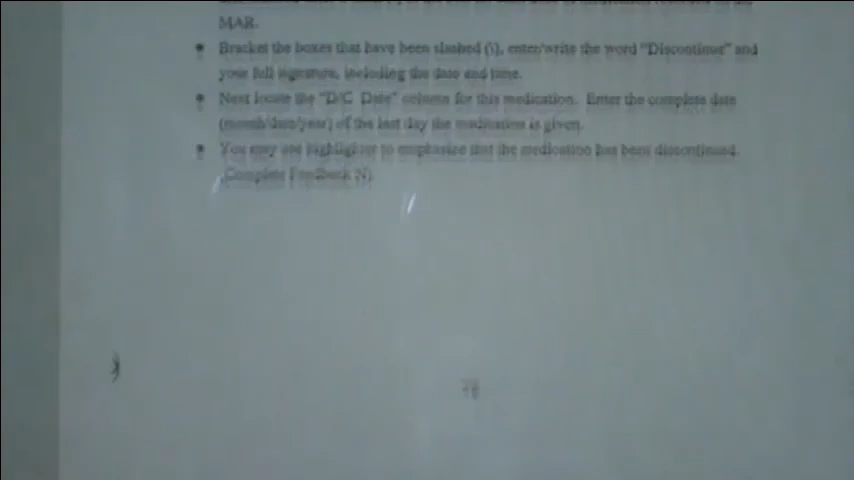 MAR.
• Bracket the boxes that have been slashed (\), enter/write the word "Discontinue" and
your full signature, including the date and time.
• Next locate the "D/C Date" column for this medication. Enter the complete date
(month/date/year) of the last day the medication is given.
• You may use highlighter to emphasize that the medication has been discontinued.
(Complete Feedback N).